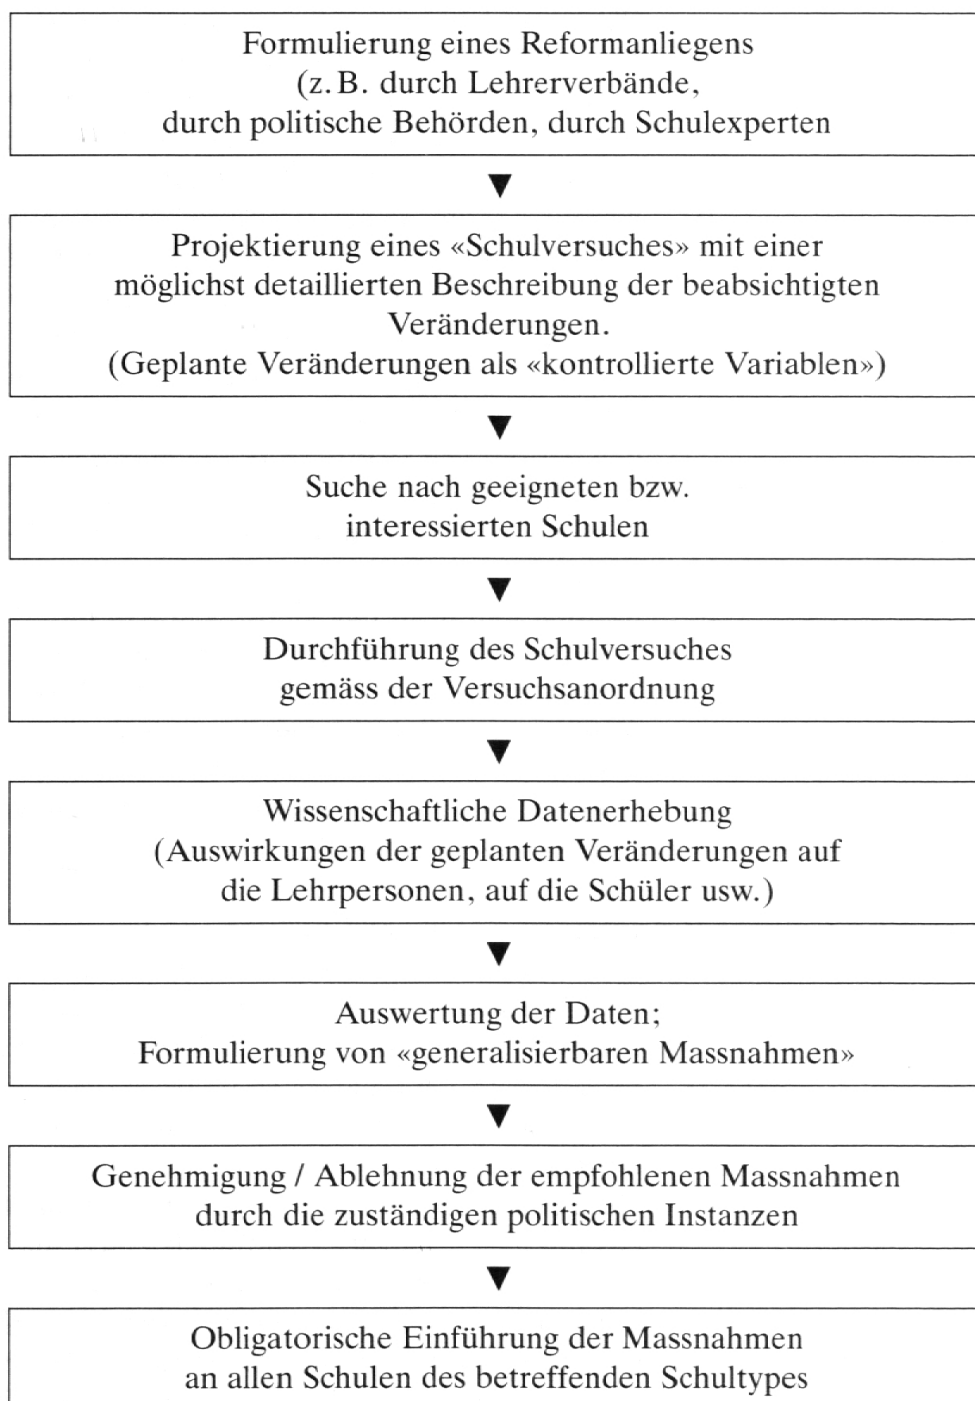 Formulierung eines Reformanliegens
(z. B. durch Lehrerverbände,
durch politische Behörden, durch Schulexperten
Projektierung eines «Schulversuches» mit einer
möglichst detaillierten Beschreibung der beabsichtigten
Veränderungen.
(Geplante Veränderungen als «kontrollierte Variablen»)
Suche nach geeigneten bzw.
interessierten Schulen
Durchführung des Schulversuches
gemäss der Versuchsanordnung
Wissenschaftliche Datenerhebung
(Auswirkungen der geplanten Veränderungen auf
die Lehrpersonen, auf die Schüler usw.)
Auswertung der Daten;
Formulierung von «generalisierbaren Massnahmen»
Genehmigung / Ablehnung der empfohlenen Massnahmen
durch die zuständigen politischen Instanzen
Obligatorische Einführung der Massnahmen
an allen Schulen des betreffenden Schultypes